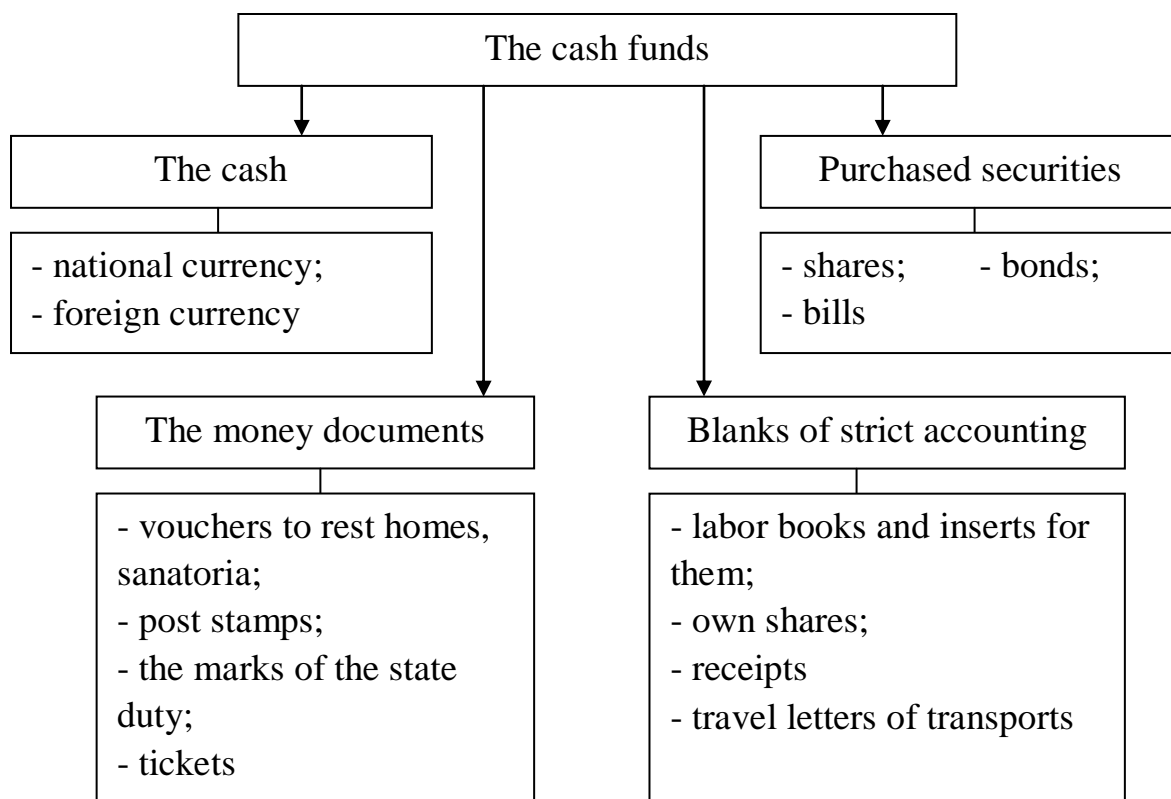 The cash funds
The cash
Purchased securities
- national currency;
- foreign currency
- shares; - bonds;
- bills
The money documents
Blanks of strict accounting
- vouchers to rest homes,
sanatoria;
- post stamps;
- the marks of the state
duty;
- tickets
- labor books and inserts for
them;
- own shares;
- receipts
- travel letters of transports